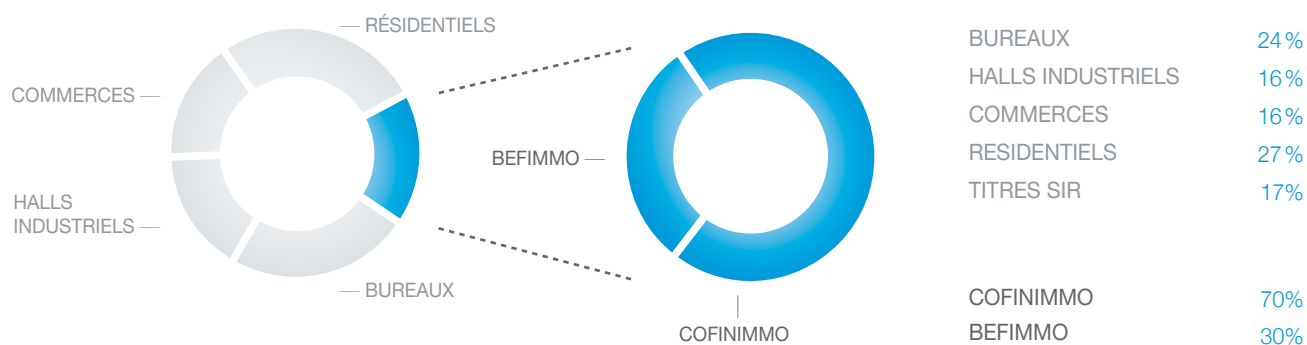 RÉSIDENTIELS
COMMERCES
HALLS
INDUSTRIELS
BUREAUX
BEFIMMO
COFINIMMO
BUREAUX 24 %
HALLS INDUSTRIELS 16 %
COMMERCES 16 %
RESIDENTIELS 27 %
TITRES SIR 17%
COFINIMMO 70%
BEFIMMO 30%